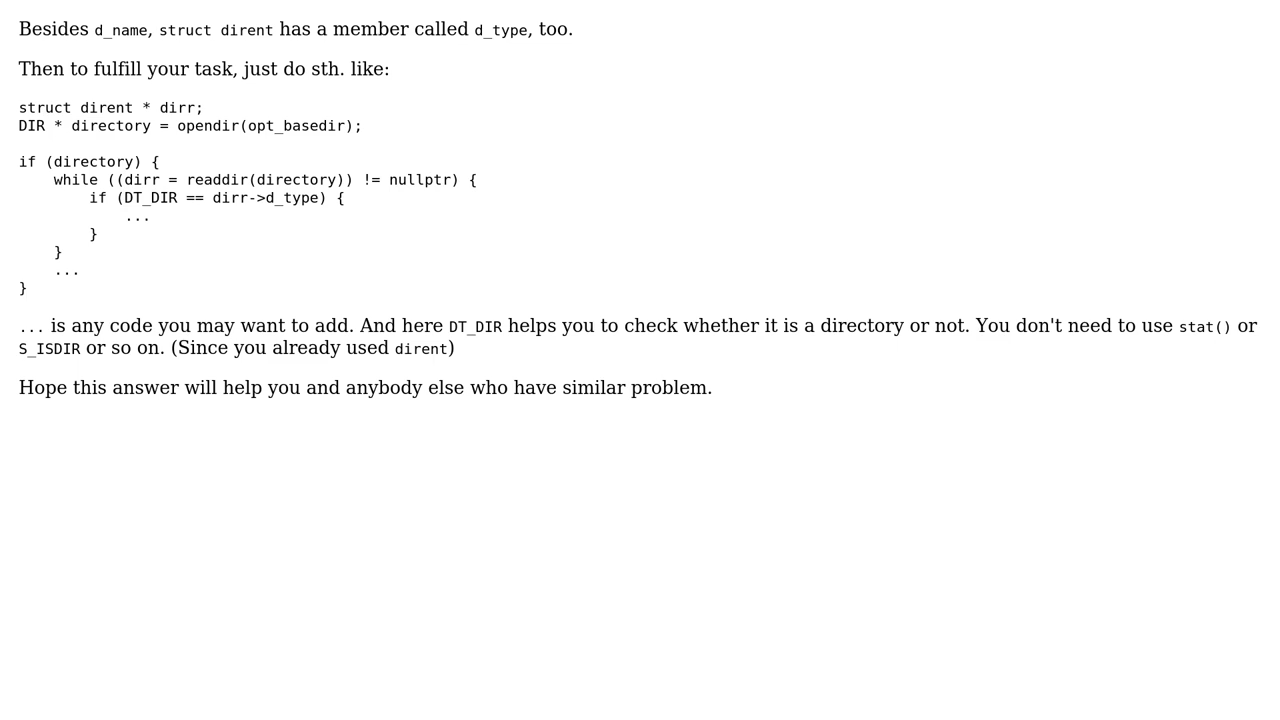 Besides d_name, struct dirent has a member called d_type, too.
Then to fulfill your task, just do sth. like:
struct dirent * dirr;
DIR * directory = opendir(opt_basedir);
if (directory) {
    while ((dirr = readdir(directory)) != nullptr) {
        if (DT_DIR == dirr->d_type) {
            ...
        }
    }
    ...
}
... is any code you may want to add. And here DT_DIR helps you to check whether it is a directory or not. You don't need to use stat() or
S_ISDIR or so on. (Since you already used dirent)
Hope this answer will help you and anybody else who have similar problem.